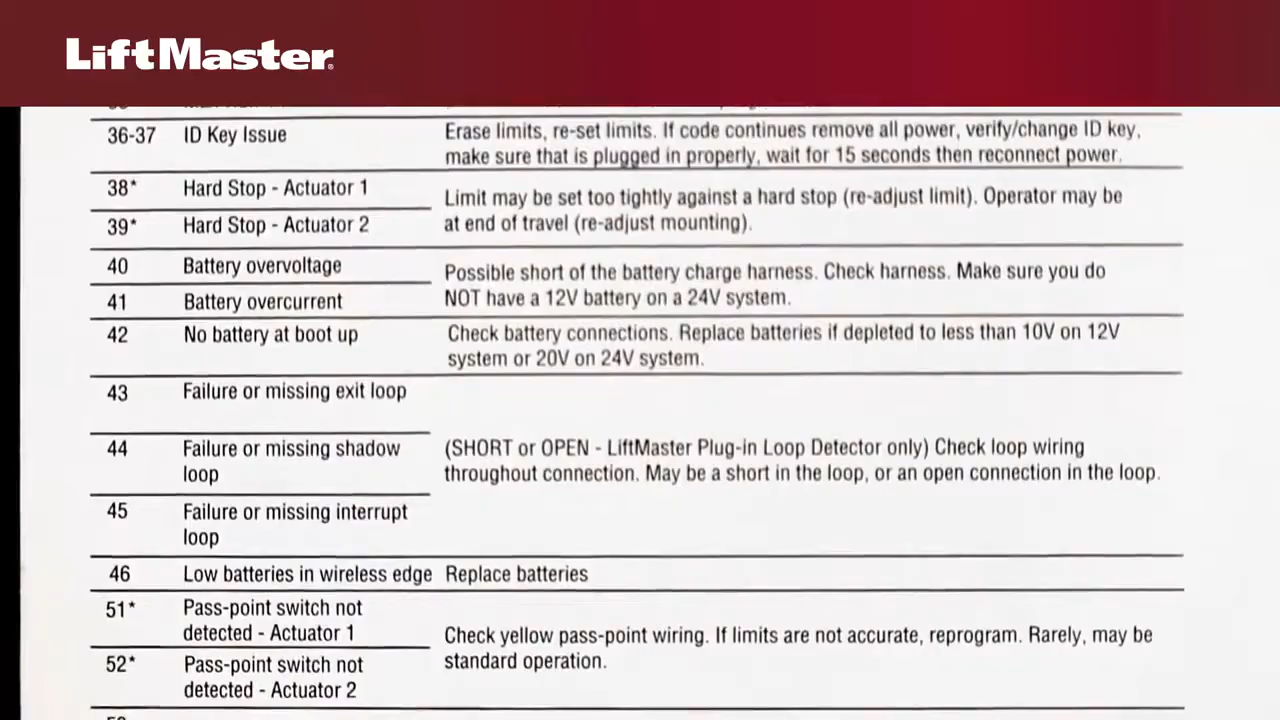 LiftMaster®
36-37 ID Key Issue Erase limits, re-set limits. If code continues remove all power, verify/change ID key,
make sure that is plugged in properly, wait for 15 seconds then reconnect power.
38* Hard Stop - Actuator 1
39* Hard Stop - Actuator 2
Limit may be set too tightly against a hard stop (re-adjust limit). Operator may be
at end of travel (re-adjust mounting).
40 Battery overvoltage
41 Battery overcurrent
Possible short of the battery charge harness. Check harness. Make sure you do
NOT have a 12V battery on a 24V system.
42 No battery at boot up Check battery connections. Replace batteries if depleted to less than 10V on 12V
system or 20V on 24V system.
43 Failure or missing exit loop
44 Failure or missing shadow
loop
45 Failure or missing interrupt
loop
(SHORT or OPEN - LiftMaster Plug-in Loop Detector only) Check loop wiring
throughout connection. May be a short in the loop, or an open connection in the loop.
46 Low batteries in wireless edge Replace batteries
51* Pass-point switch not
detected - Actuator 1
52* Pass-point switch not
detected - Actuator 2
Check yellow pass-point wiring. If limits are not accurate, reprogram. Rarely, may be
standard operation.